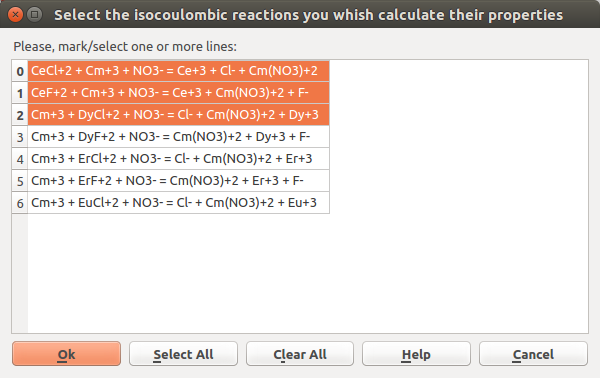 Select the isocoulombic reactions you whish calculate their properties
Please, mark/select one or more lines:
0 CeCl+2 + Cm+3 + NO3- = Ce+3 + Cl- + Cm(NO3)+2
1 CeF+2 + Cm+3 + NO3- = Ce+3 + Cm(NO3)+2 + F-
2 Cm+3 + DyCl+2 + NO3- = Cl- + Cm(NO3)+2 + Dy+3
3 Cm+3 + DyF+2 + NO3- = Cm(NO3)+2 + Dy+3 + F-
4 Cm+3 + ErCl+2 + NO3- = Cl- + Cm(NO3)+2 + Er+3
5 Cm+3 + ErF+2 + NO3- = Cm(NO3)+2 + Er+3 + F-
6 Cm+3 + EuCl+2 + NO3- = Cl- + Cm(NO3)+2 + Eu+3
Ok Select All Clear All Help Cancel